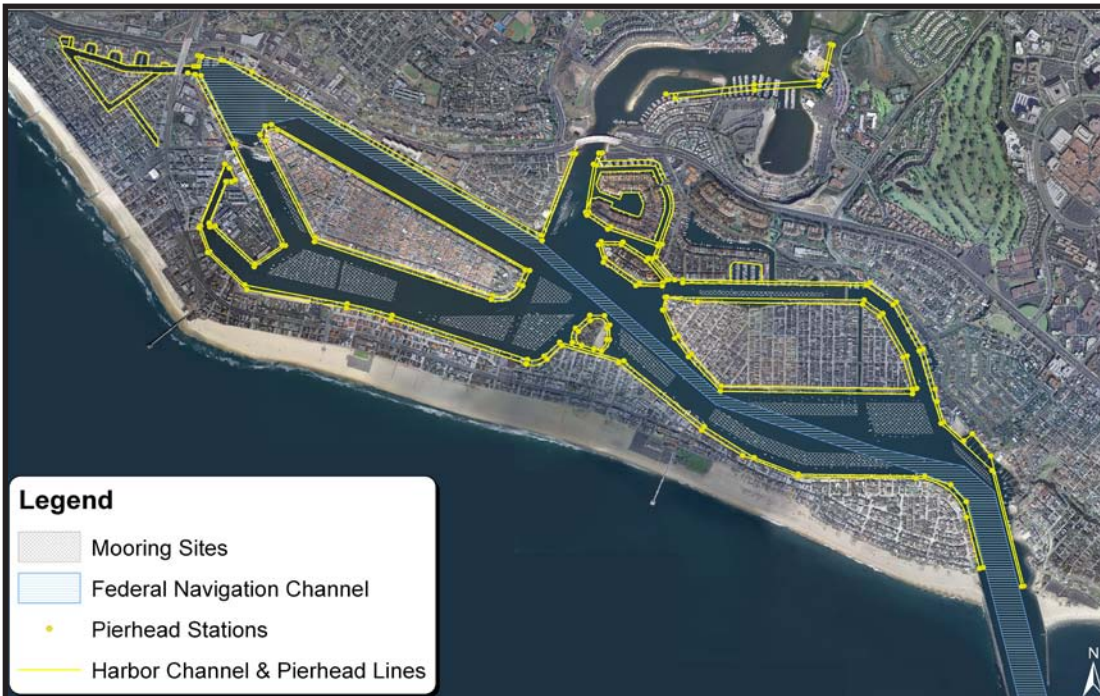 Legend
Mooring Sites
Federal Navigation Channel
Pierhead Stations
Harbor Channel & Pierhead Lines
N